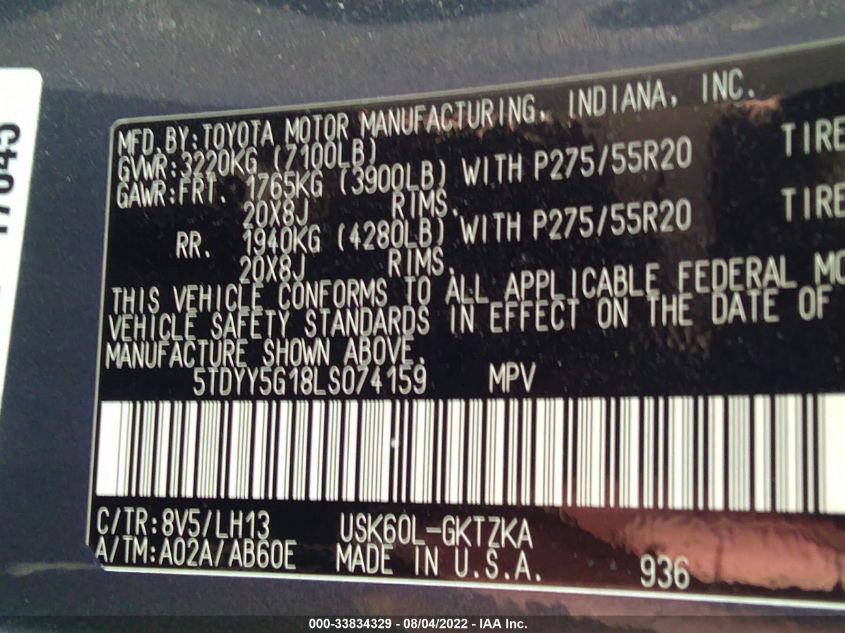 17045
MFD.BY:TOYOTA MOTOR MANUFACTURING, INDIANA, INC.
GVWR:3220KG (7100LB)
GAWR:FRT. 1765KG (3900LB) WITH P275/55R20 TIRE
20X8J RIMS.
RR. 1940KG (4280LB) WITH P275/55R20 TIRE
20X8J RIMS.
THIS VEHICLE CONFORMS TO ALL APPLICABLE FEDERAL MO
VEHICLE SAFETY STANDARDS IN EFFECT ON THE DATE OF
MANUFACTURE SHOWN ABOVE.
5TDYY5G18LS074159 MPV
C/TR:8V5/LH13 USK60L-GKTZKA
A/TM:A02A/AB60E MADE IN U.S.A. 936
000-33834329 - 08/04/2022 - IAA Inc.